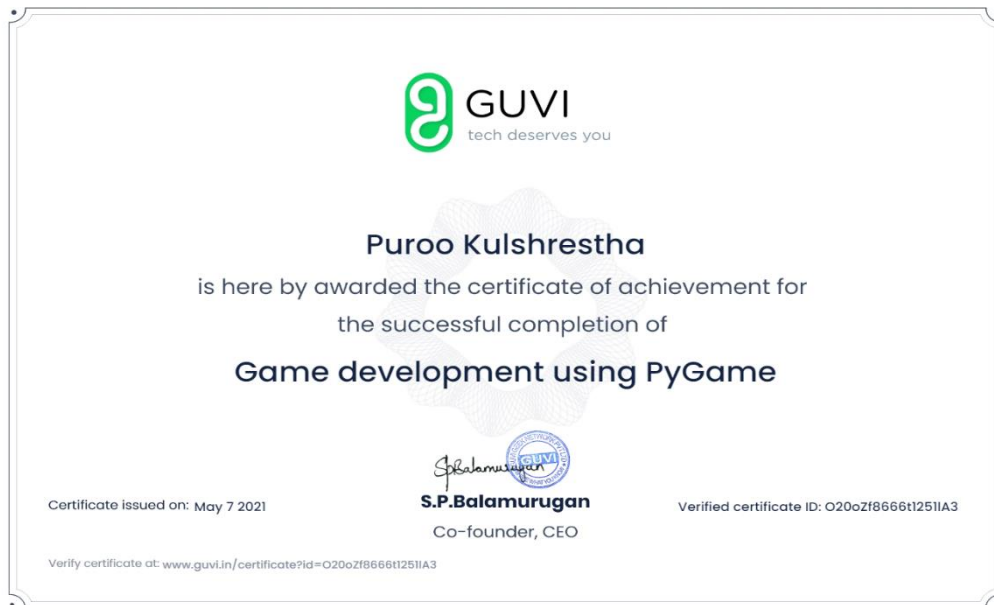 GUVI
tech deserves you
Puroo Kulshrestha
is here by awarded the certificate of achievement for
the successful completion of
Game development using PyGame
GUVI
S.P.Balamurugan
Co-founder, CEO
Certificate issued on: May 7 2021
Verified certificate ID: O20oZf8666t1251IA3
Verify certificate at: www.guvi.in/certificate?id=O20oZf8666t1251IA3